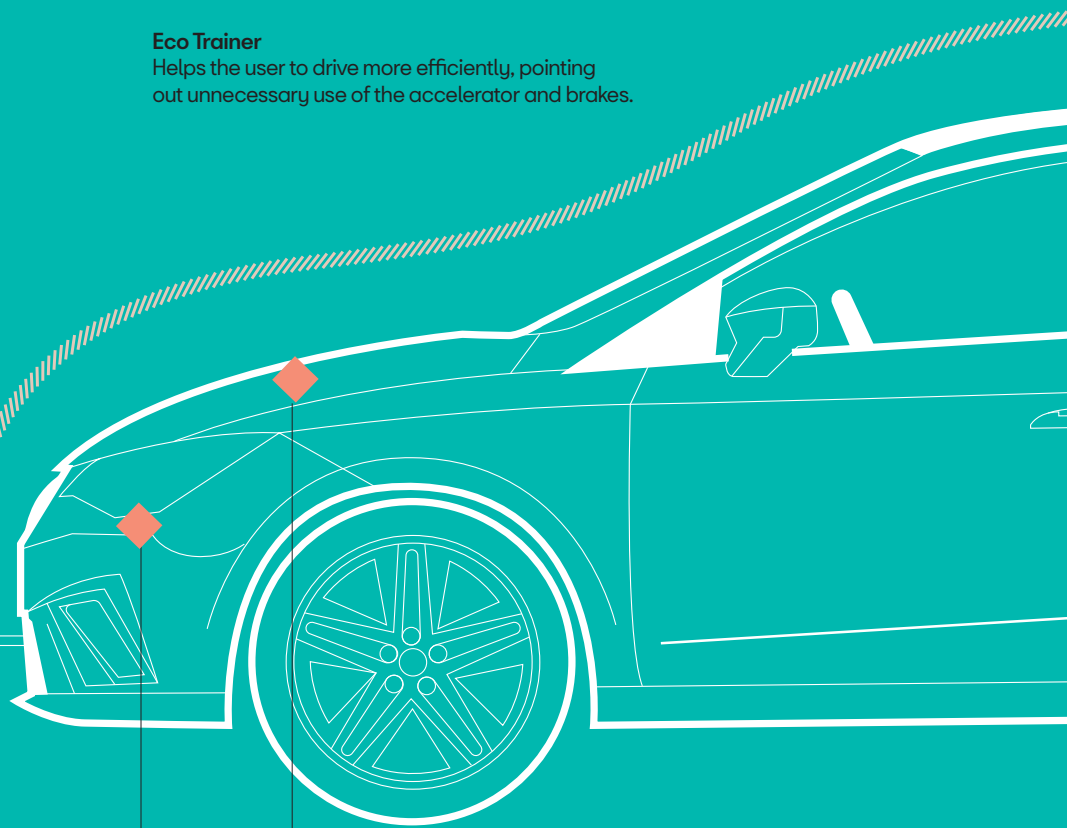 Eco Trainer
Helps the user to drive more efficiently, pointing
out unnecessary use of the accelerator and brakes.